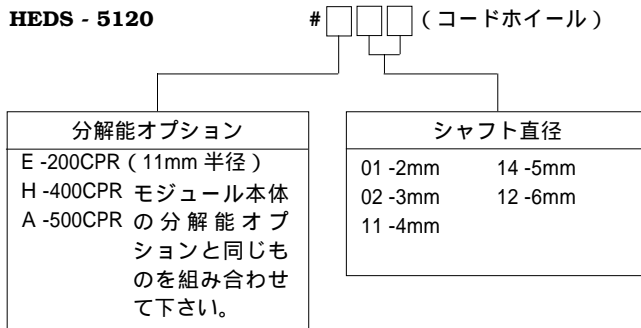 HEDS - 5120 #□□□（コードホイール）
分解能オプション
E -200CPR（11mm 半径）
H -400CPR モジュール本体
A -500CPR の分解能オプ
ションと同じも
のを組み合わせ
て下さい。
シャフト直径
01 -2mm 14 -5mm
02 -3mm 12 -6mm
11 -4mm